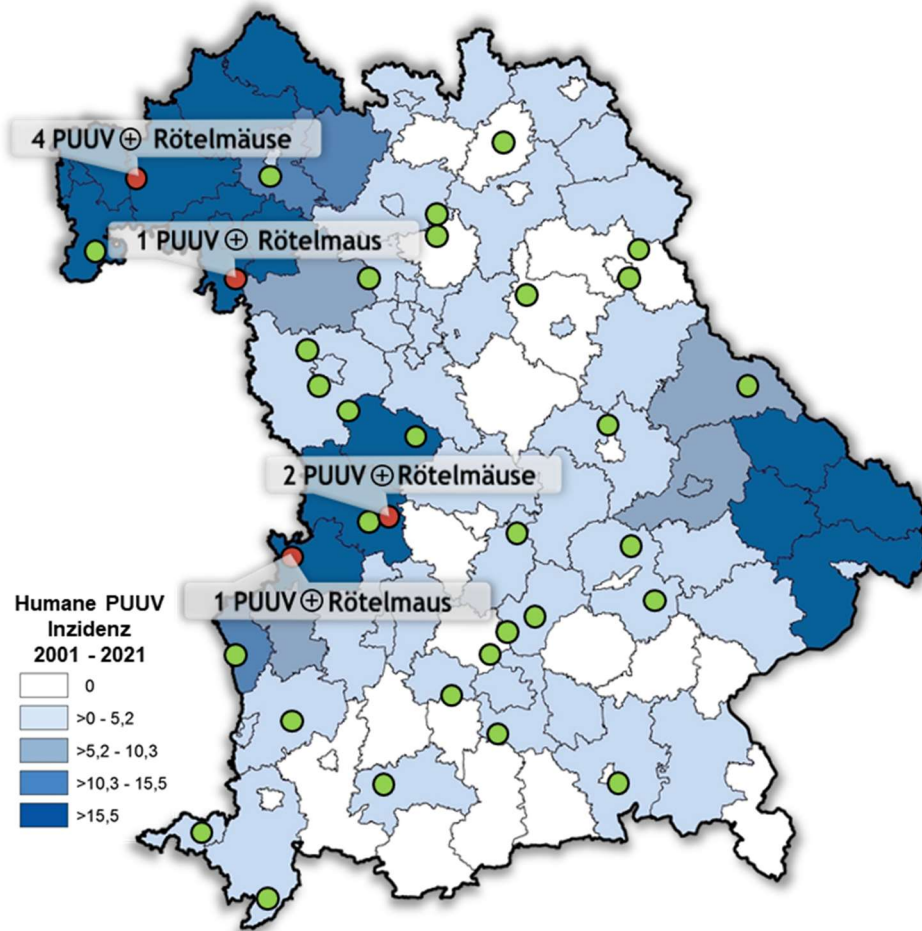 4 PUUV ⊕ Rötelmäuse
1 PUUV ⊕ Rötelmaus
2 PUUV ⊕ Rötelmäuse
1 PUUV ⊕ Rötelmaus
Humane PUUV
Inzidenz
2001 - 2021
0
>0 - 5,2
>5,2 - 10,3
>10,3 - 15,5
>15,5